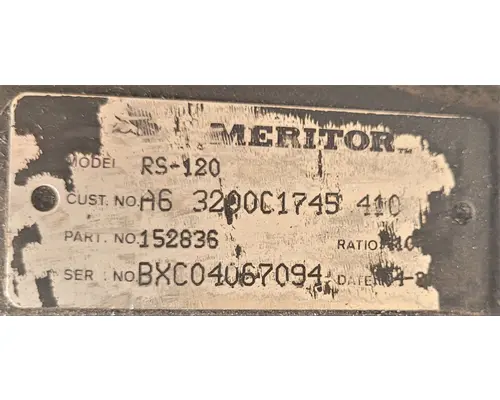 MERITOR
MODEL RS-120
CUST. NO. A6 3200C1745 410
PART. NO. 152836 RATIO
SER. NO. BXC04067094 DATE